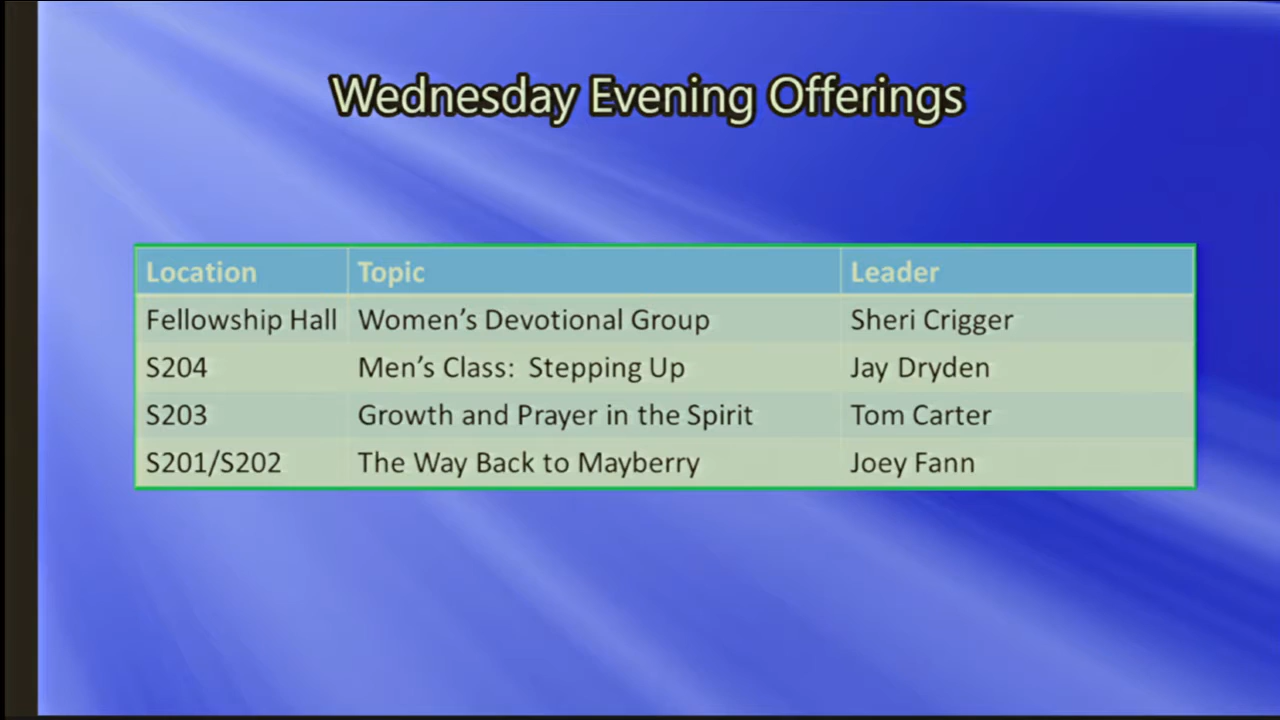 Wednesday Evening Offerings
Location Topic Leader
Fellowship Hall Women's Devotional Group Sheri Crigger
S204 Men's Class: Stepping Up Jay Dryden
S203 Growth and Prayer in the Spirit Tom Carter
S201/S202 The Way Back to Mayberry Joey Fann